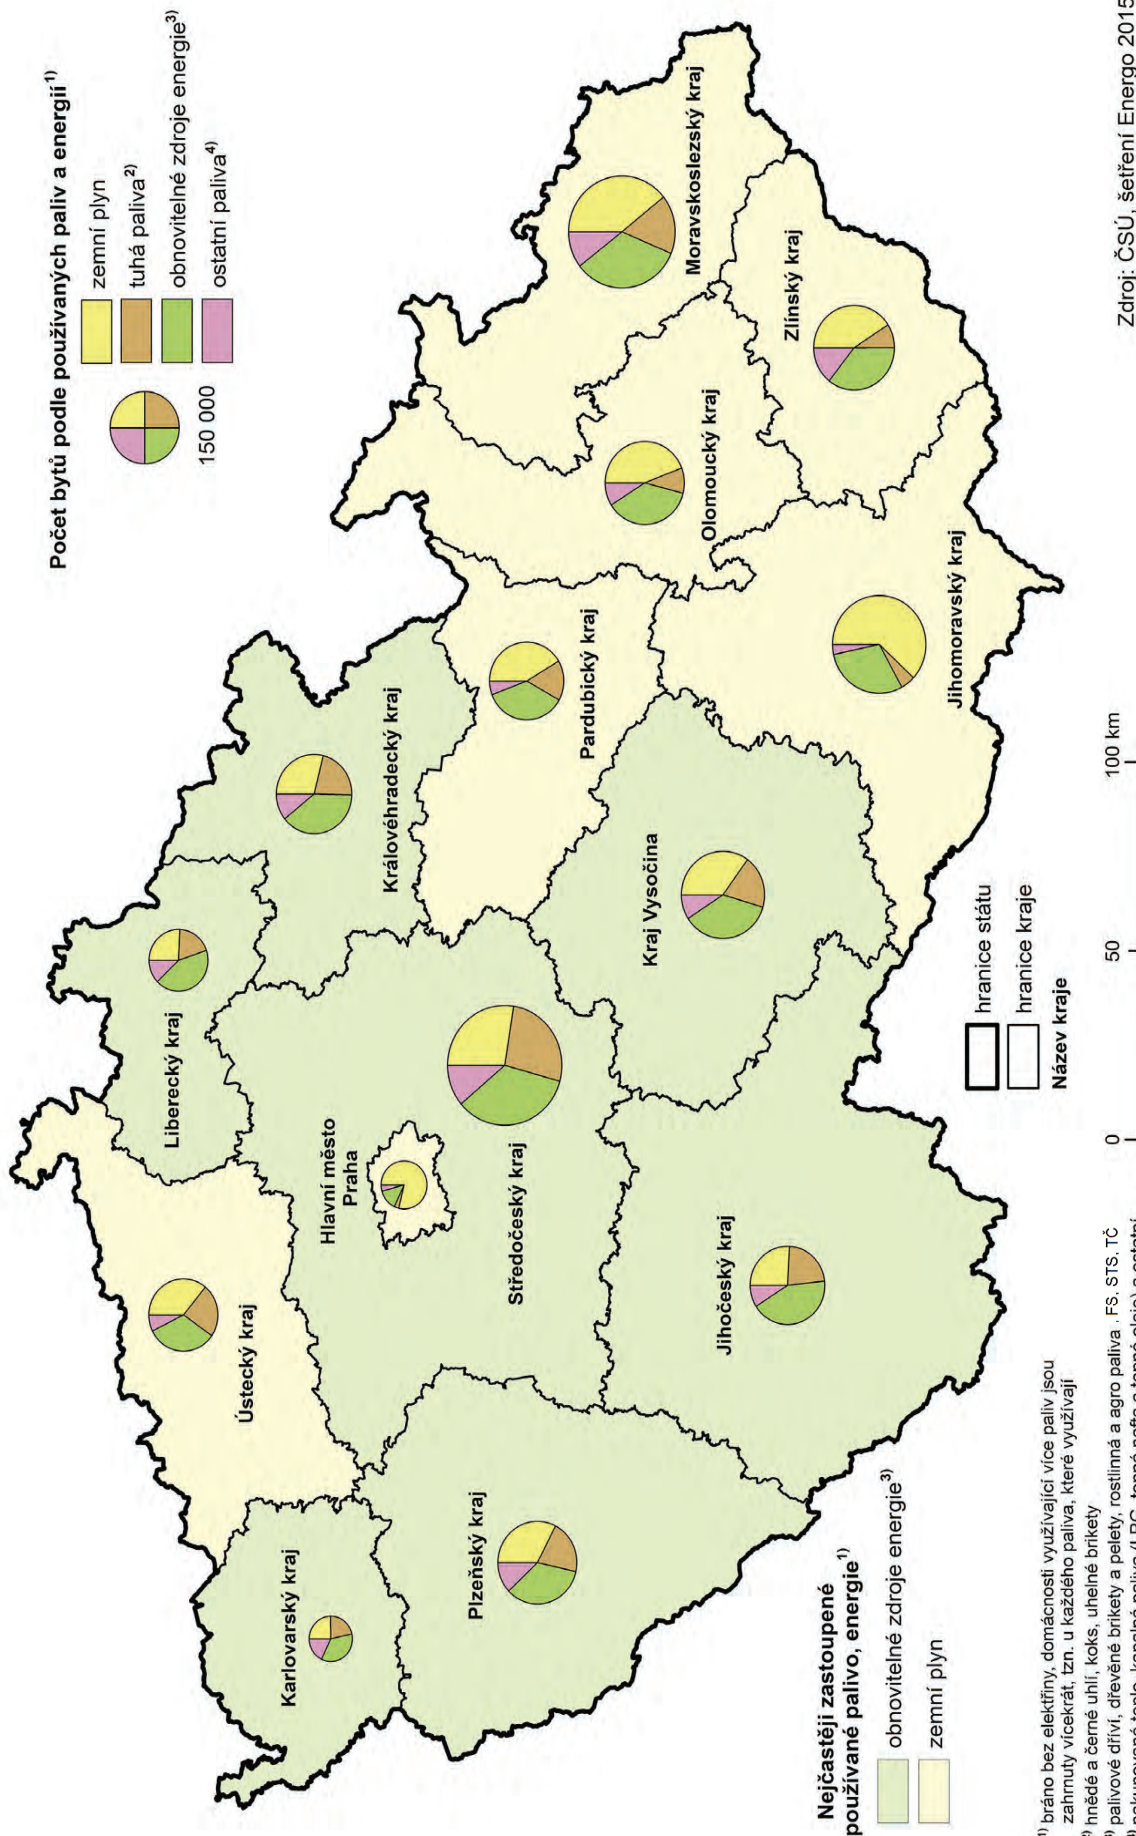 Počet bytů podle používaných paliv a energií¹⁾
zemní plyn
tuhá paliva²⁾
obnovitelné zdroje energie³⁾
ostatní paliva⁴⁾
150 000
Karlovarský kraj
Ústecký kraj
Liberecký kraj
Královéhradecký kraj
Hlavní město
Praha
Středočeský kraj
Plzeňský kraj
Jihočeský kraj
Kraj Vysočina
Pardubický kraj
Olomoucký kraj
Moravskoslezský kraj
Zlínský kraj
Jihomoravský kraj
Nejčastěji zastoupené
používané palivo, energie¹⁾
obnovitelné zdroje energie³⁾
zemní plyn
hranice státu
hranice kraje
Název kraje
0 50 100 km
¹⁾ bráno bez elektřiny, domácnosti využívající více paliv jsou
zahrnuty vícekrát, tzn. u každého paliva, které využívají
²⁾ hnědé a černé uhlí, koks, uhelné brikety
³⁾ palivové dříví, dřevěné brikety a pelety, rostlinná a agro paliva , FS, STS, TČ
Zdroj: ČSÚ, šetření Energo 2015